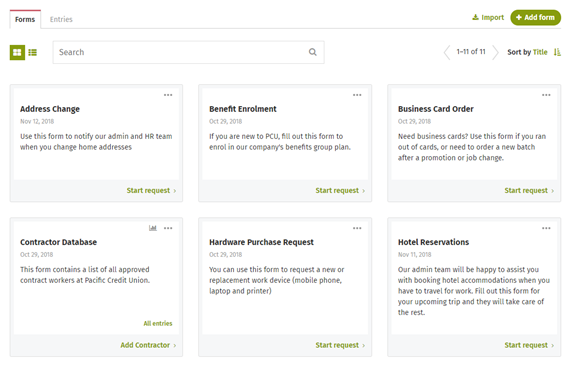 Forms
Entries
Import
Add form
Search
1–11 of 11
Sort by Title
Address Change
Nov 12, 2018
Use this form to notify our admin and HR team
when you change home addresses
Start request
Benefit Enrolment
Oct 29, 2018
If you are new to PCU, fill out this form to
enrol in our company's benefits group plan.
Start request
Business Card Order
Oct 29, 2018
Need business cards? Use this form if you ran
out of cards, or need to order a new batch
after a promotion or job change.
Start request
Contractor Database
Oct 29, 2018
This form contains a list of all approved
contract workers at Pacific Credit Union.
All entries
Add Contractor
Hardware Purchase Request
Oct 29, 2018
You can use this form to request a new or
replacement work device (mobile phone,
laptop and printer)
Start request
Hotel Reservations
Nov 11, 2018
Our admin team will be happy to assist you
with booking hotel accommodations when you
have to travel for work. Fill out this form for
your upcoming trip and they will take care of
the rest.
Start request